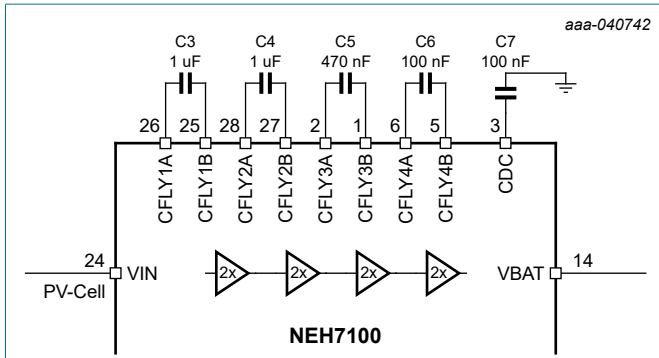 aaa-040742
C3 C4 C5 C6 C7
1 uF 1 uF 470 nF 100 nF 100 nF
26 25 28 27 2 1 6 5 3
CFLY1A
CFLY1B
CFLY2A
CFLY2B
CFLY3A
CFLY3B
CFLY4A
CFLY4B
CDC
24 VIN 2x 2x 2x 2x VBAT 14
PV-Cell
NEH7100